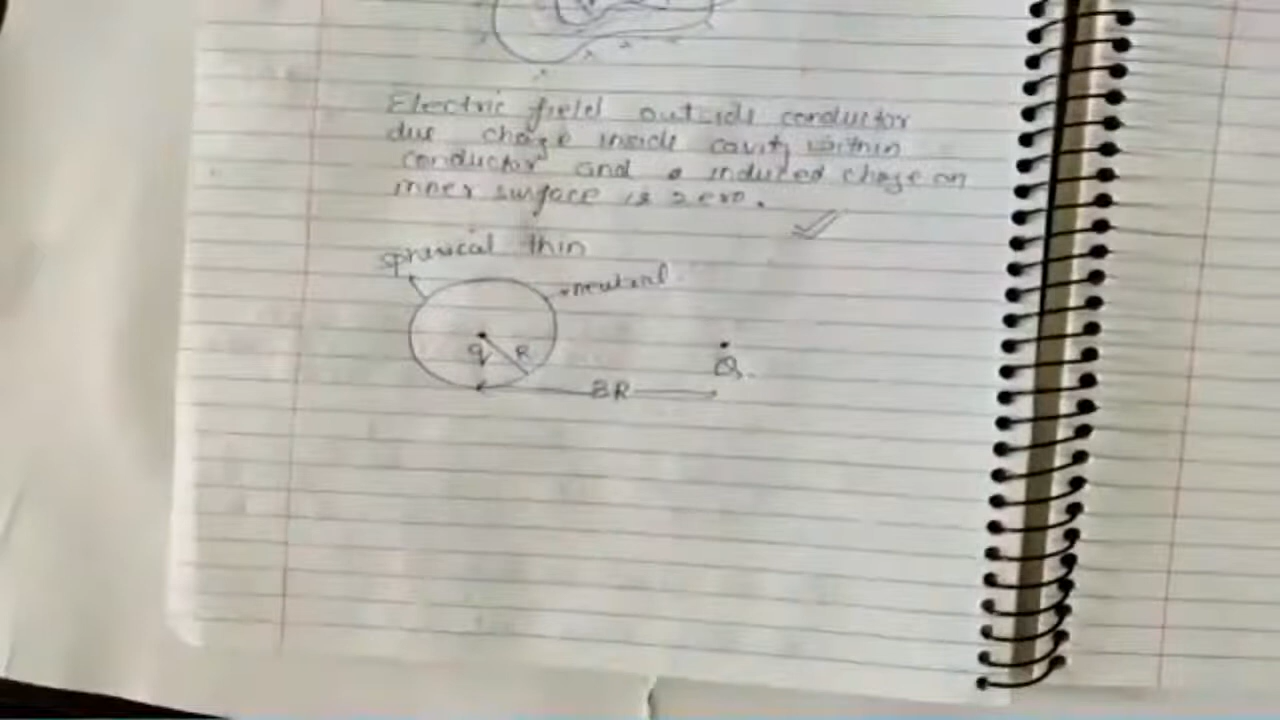 Electric field outside conductor
due charge inside cavity within
conductor and a induced charge on
inner surface is zero.
spherical thin
neutral
q R
Q.
8R